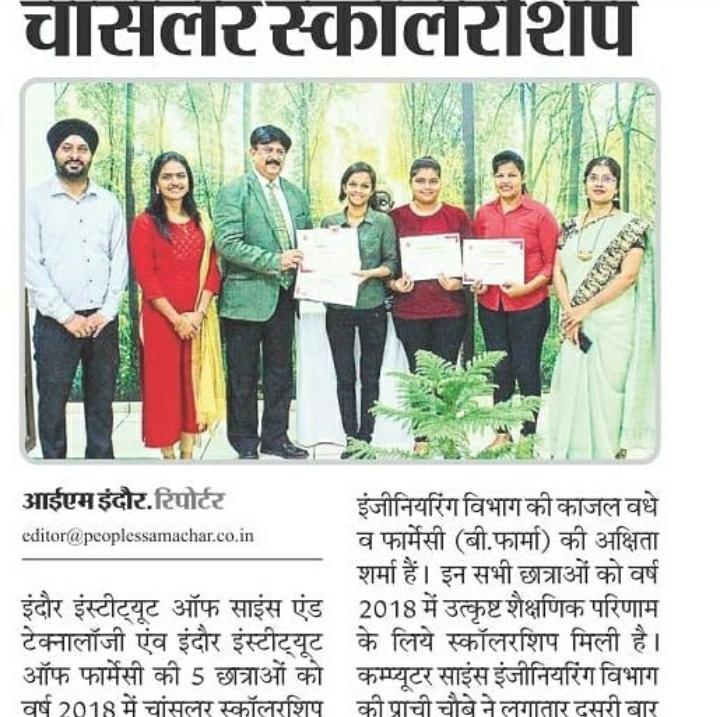 चांसलर स्कॉलरशिप
आईएम इंदौर. रिपोर्टर
editor@peoplessamachar.co.in
इंदौर इंस्टीट्यूट ऑफ साइंस एंड
टेक्नालॉजी एंव इंदौर इंस्टीट्यूट
ऑफ फार्मेसी की 5 छात्राओं को
वर्ष 2018 में चांसलर स्कॉलरशिप
इंजीनियरिंग विभाग की काजल वधे
व फार्मेसी (बी.फार्मा) की अक्षिता
शर्मा हैं। इन सभी छात्राओं को वर्ष
2018 में उत्कृष्ट शैक्षणिक परिणाम
के लिये स्कॉलरशिप मिली है।
कम्प्यूटर साइंस इंजीनियरिंग विभाग
की प्राची चौबे ने लगातार दूसरी बार